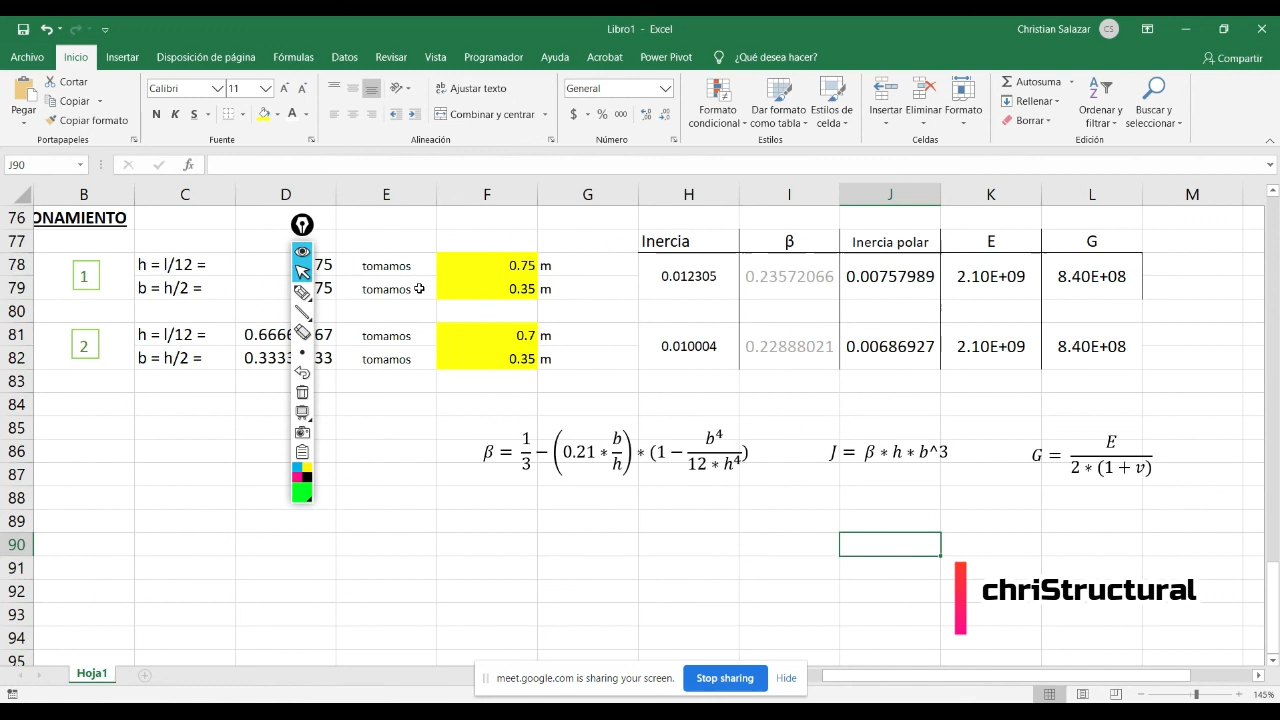 Libro1 - Excel
Christian Salazar CS
Archivo Inicio Insertar Disposición de página Fórmulas Datos Revisar Vista Programador Ayuda Acrobat Power Pivot ¿Qué desea hacer? Compartir
Pegar
Cortar
Copiar
Copiar formato
Portapapeles
Calibri 11
N K S
Fuente
Ajustar texto
Combinar y centrar
Alineación
General
$ % 000
Número
Formato condicional
Dar formato como tabla
Estilos de celda
Estilos
Insertar Eliminar Formato
Celdas
Autosuma
Rellenar
Borrar
Ordenar y filtrar
Buscar y seleccionar
Edición
J90 fx
B C D E F G H I J K L M
76 ONAMIENTO
77 Inercia β Inercia polar E G
78 1 h = l/12 = 75 tomamos 0.75 m 0.012305 0.23572066 0.00757989 2.10E+09 8.40E+08
79 b = h/2 = 75 tomamos 0.35 m
80
81 2 h = l/12 = 0.6666 67 tomamos 0.7 m 0.010004 0.22888021 0.00686927 2.10E+09 8.40E+08
82 b = h/2 = 0.3333 33 tomamos 0.35 m
83
84
85
86 β = 1/3 − (0.21 ∗ b/h) ∗ (1 − b⁴/(12 ∗ h⁴)) J = β ∗ h ∗ b^3 G = E/(2 ∗ (1 + v))
87
88
89
90
91
92 chriStructural
93
94
95
Hoja1
meet.google.com is sharing your screen. Stop sharing Hide
145%